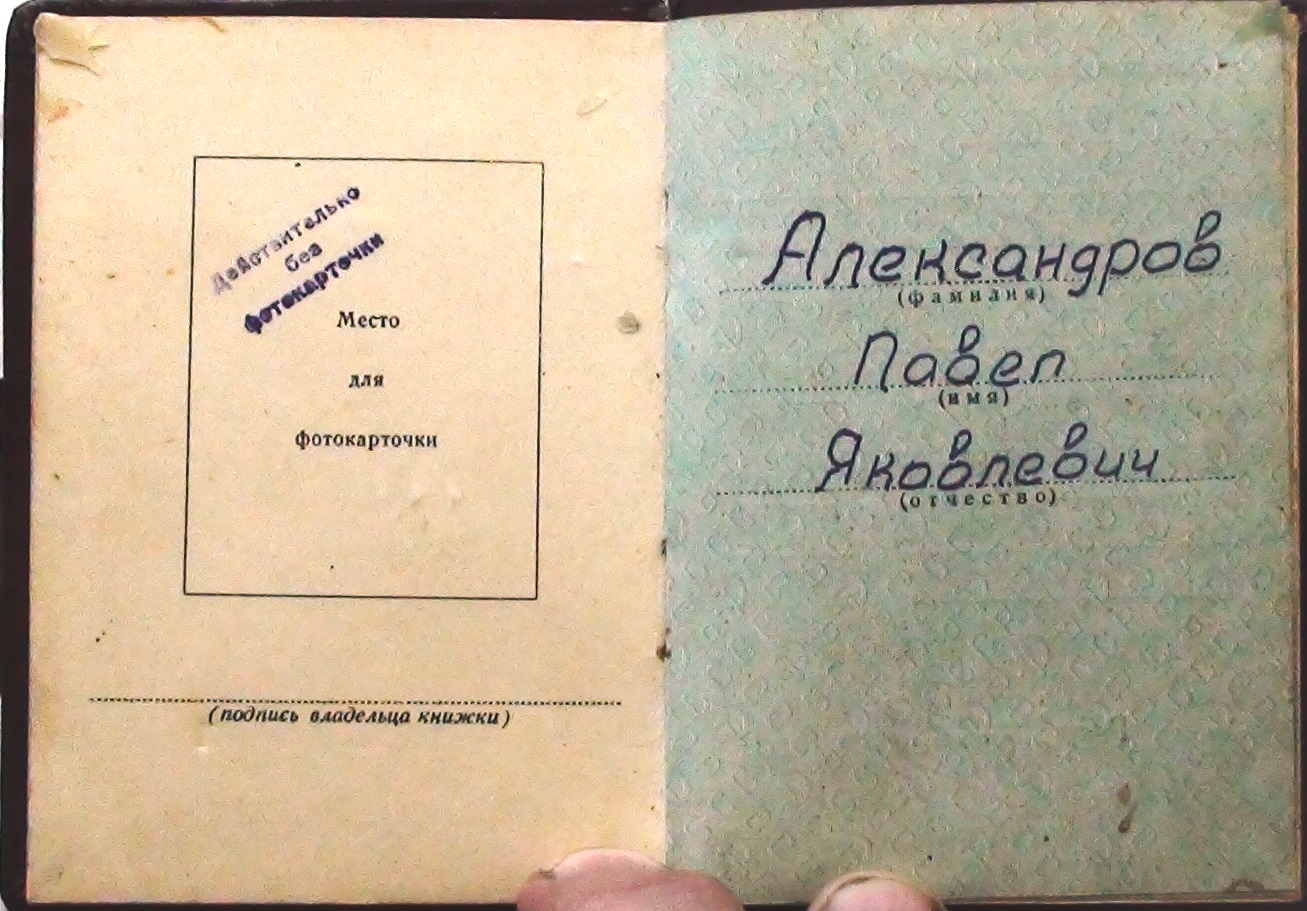 Действительно
без
фотокарточки
Место
для
фотокарточки
(подпись владельца книжки)
Александров
(фамилия)
Павел
(имя)
Яковлевич
(отчество)